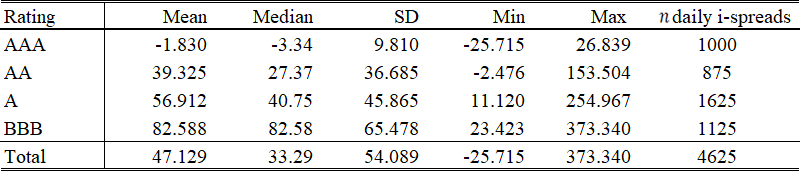 Rating Mean Median SD Min Max n daily i-spreads
AAA -1.830 -3.34 9.810 -25.715 26.839 1000
AA 39.325 27.37 36.685 -2.476 153.504 875
A 56.912 40.75 45.865 11.120 254.967 1625
BBB 82.588 82.58 65.478 23.423 373.340 1125
Total 47.129 33.29 54.089 -25.715 373.340 4625